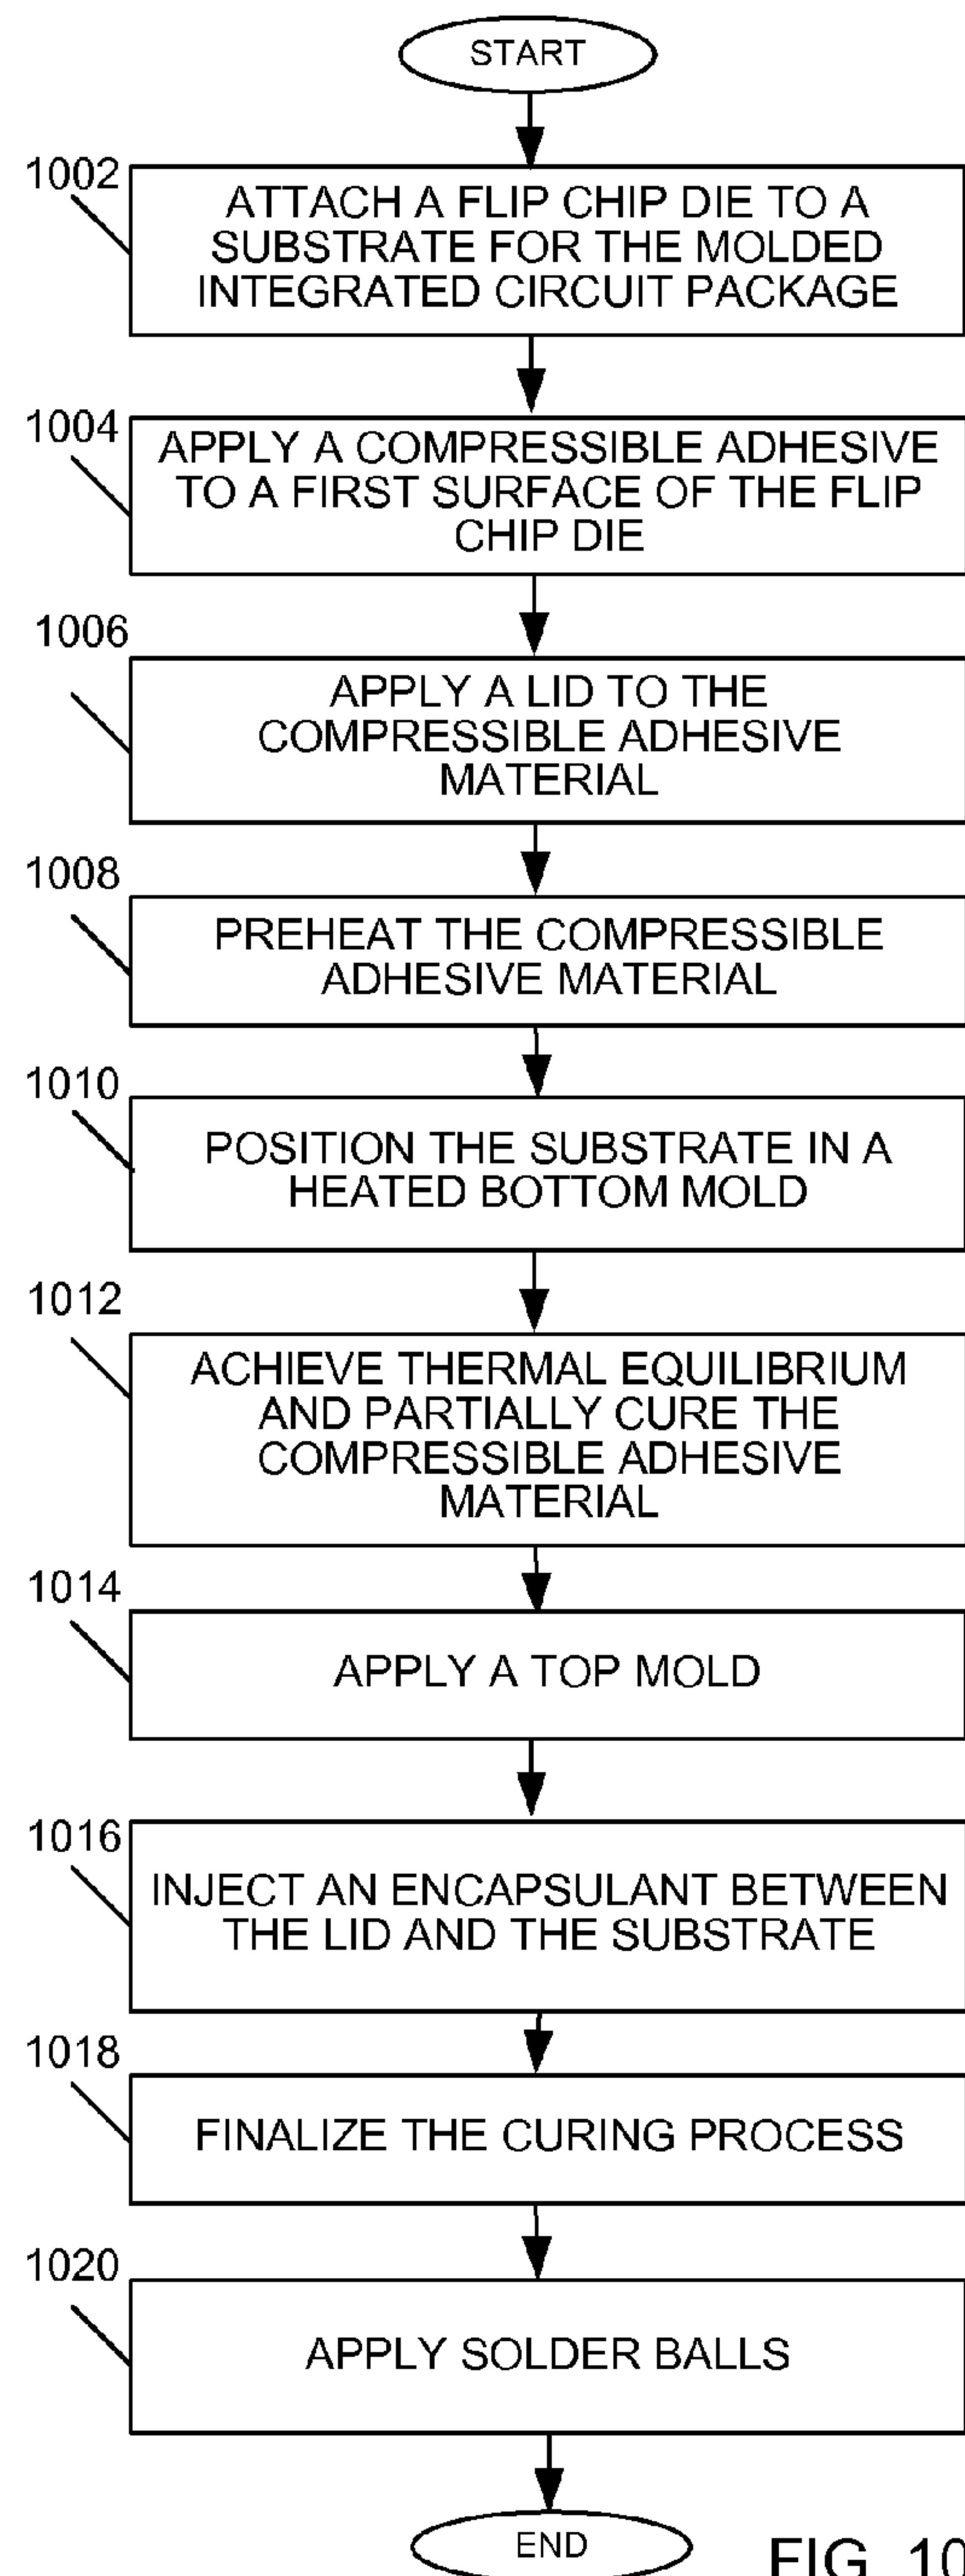 START
1002
ATTACH A FLIP CHIP DIE TO A
SUBSTRATE FOR THE MOLDED
INTEGRATED CIRCUIT PACKAGE
1004
APPLY A COMPRESSIBLE ADHESIVE
TO A FIRST SURFACE OF THE FLIP
CHIP DIE
1006
APPLY A LID TO THE
COMPRESSIBLE ADHESIVE
MATERIAL
1008
PREHEAT THE COMPRESSIBLE
ADHESIVE MATERIAL
1010
POSITION THE SUBSTRATE IN A
HEATED BOTTOM MOLD
1012
ACHIEVE THERMAL EQUILIBRIUM
AND PARTIALLY CURE THE
COMPRESSIBLE ADHESIVE
MATERIAL
1014
APPLY A TOP MOLD
1016
INJECT AN ENCAPSULANT BETWEEN
THE LID AND THE SUBSTRATE
1018
FINALIZE THE CURING PROCESS
1020
APPLY SOLDER BALLS
END
FIG. 10